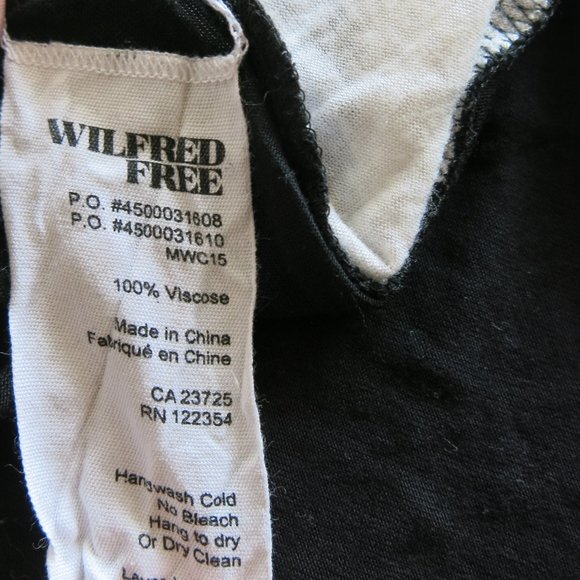 WILFRED
FREE
P.O. #4500031608
P.O. #4500031610
MWC15
100% Viscose
Made in China
Fabriqué en Chine
CA 23725
RN 122354
Handwash Cold
No Bleach
Hang to dry
Or Dry Clean